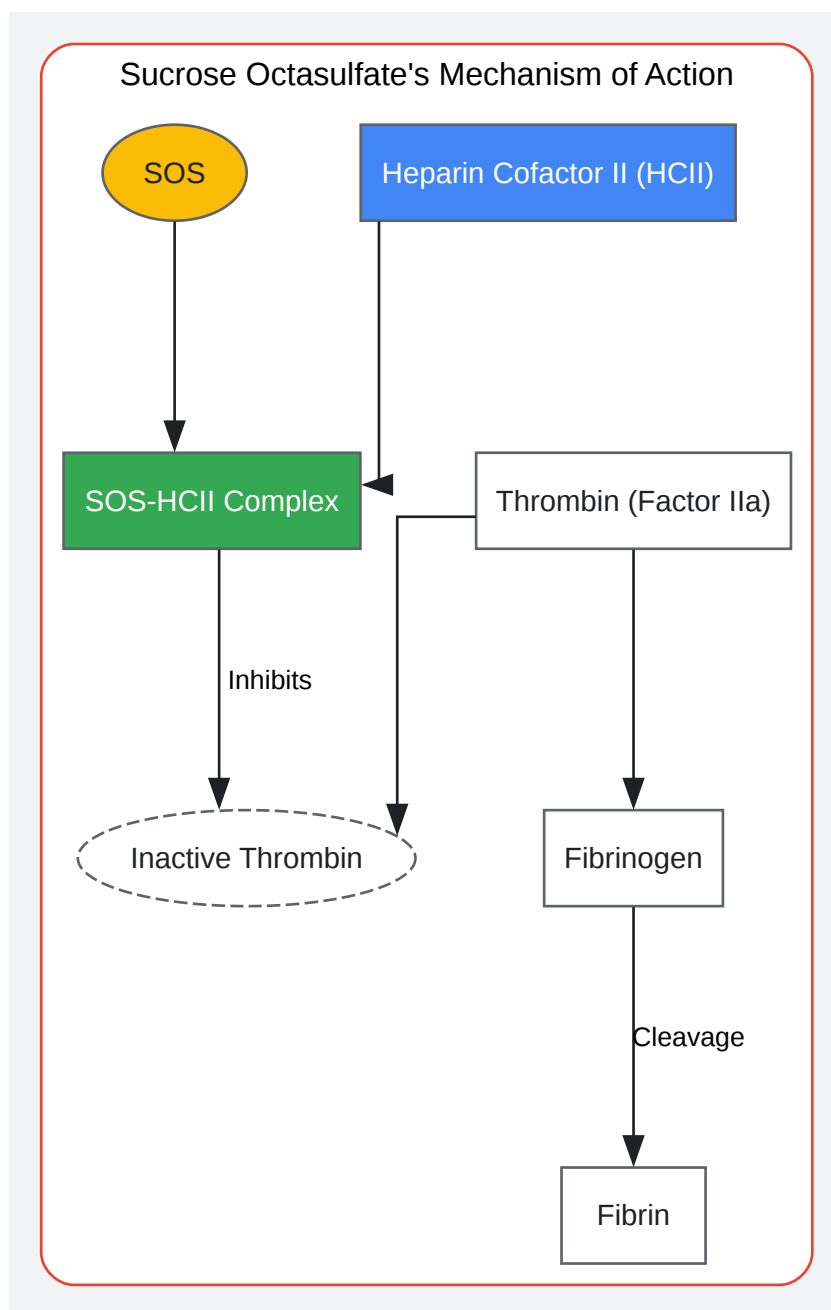 Sucrose Octasulfate's Mechanism of Action
SOS
Heparin Cofactor II (HCII)
SOS-HCII Complex
Thrombin (Factor IIa)
Inhibits
Inactive Thrombin
Fibrinogen
Cleavage
Fibrin